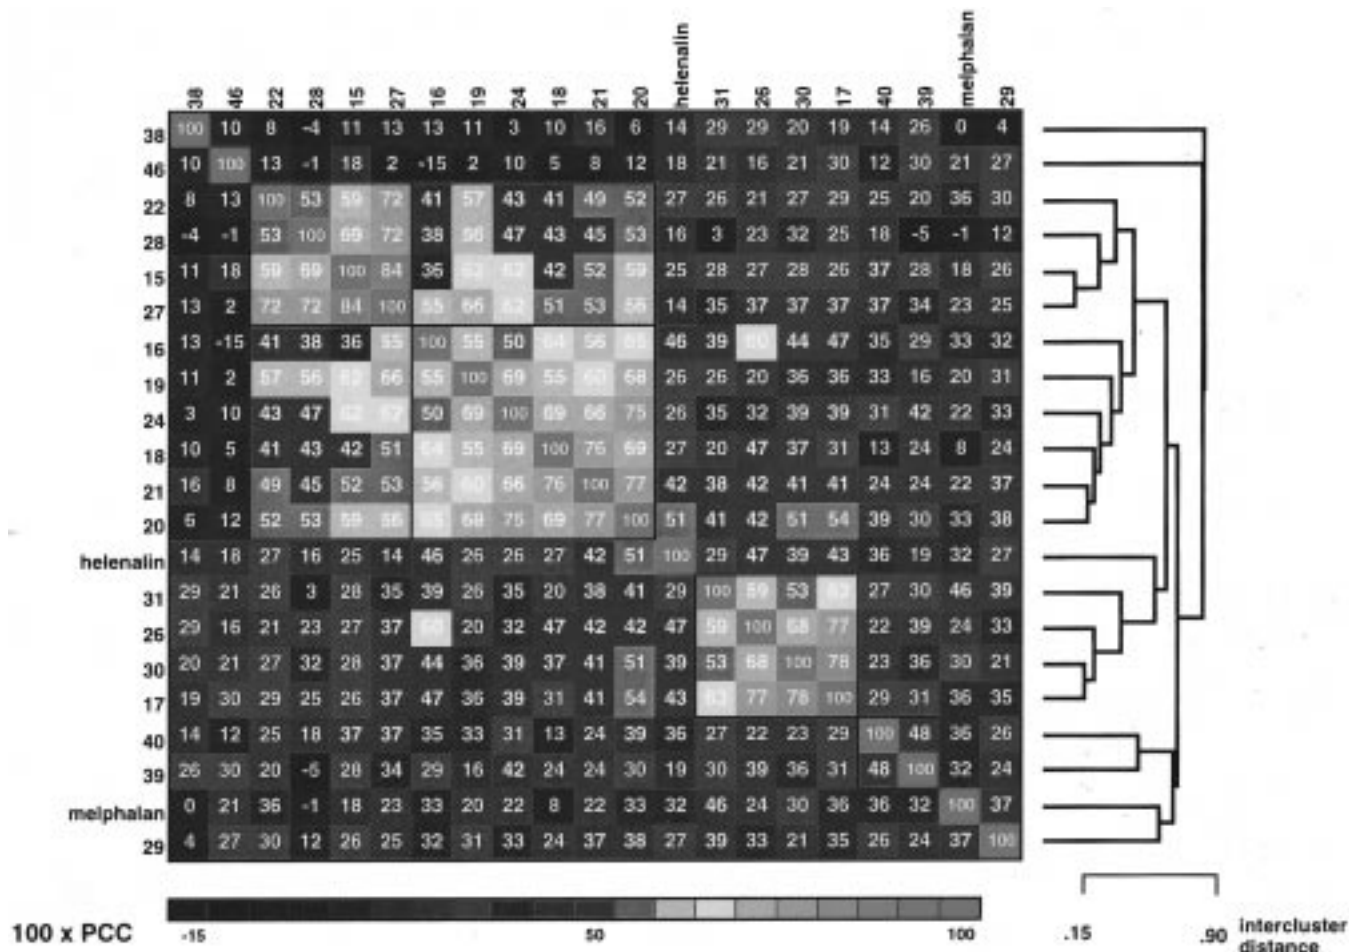 helenalin
melphalan
38 46 22 28 15 27 16 19 24 18 21 20 31 26 30 17 40 39 29
38 100 10 8 -4 11 13 13 11 3 10 16 6 14 29 29 20 19 14 26 0 4
46 10 100 13 -1 18 2 -15 2 10 5 8 12 18 21 16 21 30 12 30 21 27
22 8 13 100 53 59 72 41 57 43 41 49 52 27 26 21 27 29 25 20 36 30
28 -4 -1 53 100 69 72 38 56 47 43 45 53 16 3 23 32 25 18 -5 -1 12
15 11 18 59 69 100 84 36 62 62 42 52 59 25 28 27 28 26 37 28 18 26
27 13 2 72 72 84 100 55 66 62 51 53 56 14 35 37 37 37 37 34 23 25
16 13 -15 41 38 36 55 100 55 50 64 56 65 46 39 60 44 47 35 29 33 32
19 11 2 57 56 62 66 55 100 69 55 60 68 26 26 20 36 36 33 16 20 31
24 3 10 43 47 62 67 50 69 100 69 66 75 26 35 32 39 39 31 42 22 33
18 10 5 41 43 42 51 64 55 69 100 76 69 27 20 47 37 31 13 24 8 24
21 16 8 49 45 52 53 56 60 66 76 100 77 42 38 42 41 41 24 24 22 37
20 6 12 52 53 59 56 65 68 75 69 77 100 51 41 42 51 54 39 30 33 38
helenalin 14 18 27 16 25 14 46 26 26 27 42 51 100 29 47 39 43 36 19 32 27
31 29 21 26 3 28 35 39 26 35 20 38 41 29 100 59 53 63 27 30 46 39
26 29 16 21 23 27 37 60 20 32 47 42 42 47 59 100 68 77 22 39 24 33
30 20 21 27 32 28 37 44 36 39 37 41 51 39 53 68 100 78 23 36 30 21
17 19 30 29 25 26 37 47 36 39 31 41 54 43 63 77 78 100 29 31 36 35
40 14 12 25 18 37 37 35 33 31 13 24 39 36 27 22 23 29 100 48 36 26
39 26 30 20 -5 28 34 29 16 42 24 24 30 19 30 39 36 31 48 100 32 24
melphalan 0 21 36 -1 18 23 33 20 22 8 22 33 32 46 24 30 36 36 32 100 37
29 4 27 30 12 26 25 32 31 33 24 37 38 27 39 33 21 35 26 24 37 100
100 x PCC -15 50 100 .15 .90 intercluster
distance